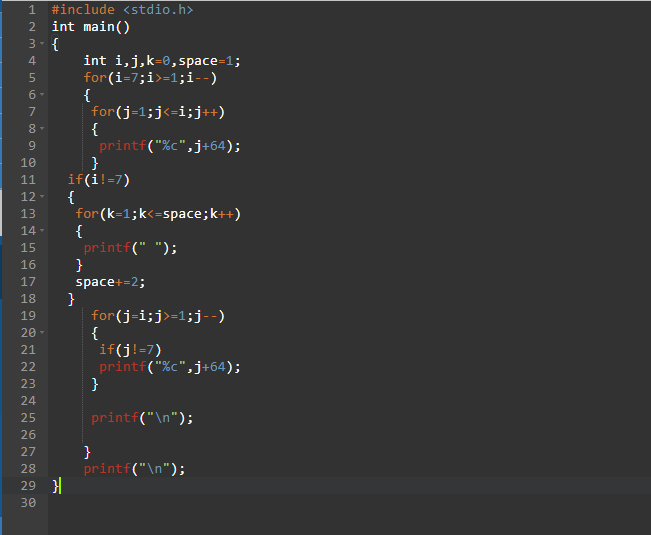 1 #include <stdio.h>
2 int main()
3 {
4     int i,j,k=0,space=1;
5     for(i=7;i>=1;i--)
6     {
7      for(j=1;j<=i;j++)
8      {
9       printf("%c",j+64);
10      }
11   if(i!=7)
12   {
13    for(k=1;k<=space;k++)
14    {
15     printf(" ");
16    }
17    space+=2;
18   }
19      for(j=i;j>=1;j--)
20      {
21       if(j!=7)
22       printf("%c",j+64);
23      }
24
25      printf("\n");
26
27     }
28     printf("\n");
29 }
30